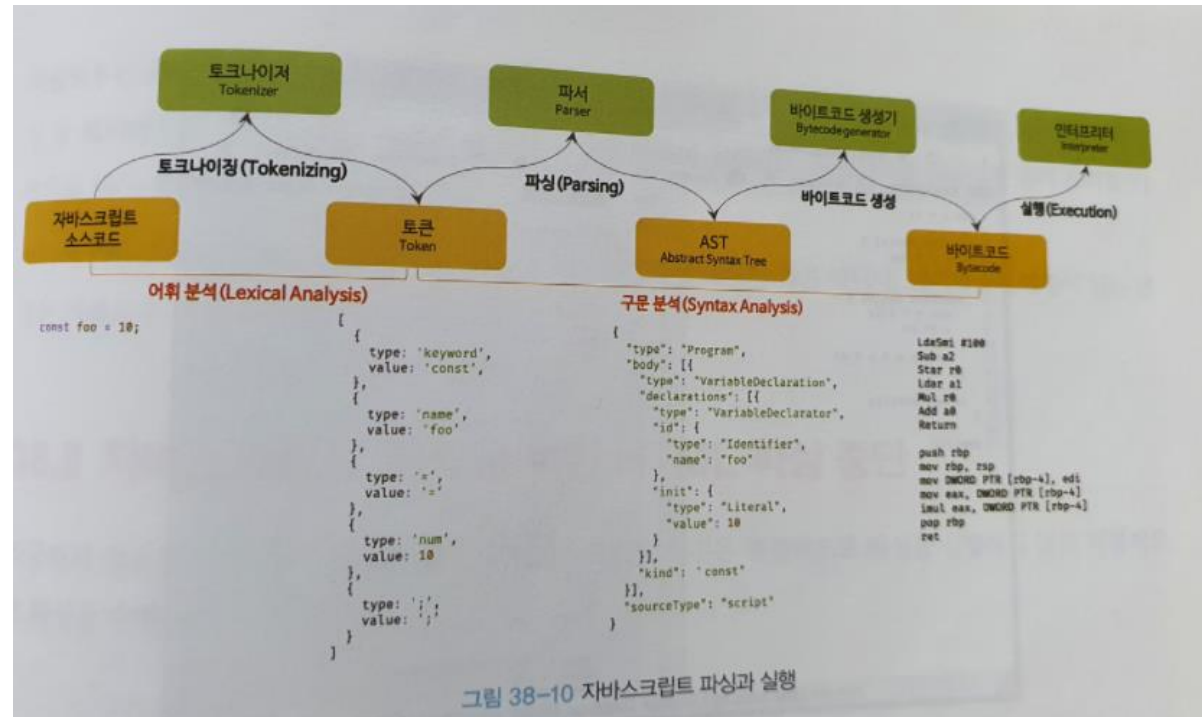 토크나이저
Tokenizer
파서
Parser
바이트코드 생성기
Bytecodegenerator
인터프리터
Interpreter
토크나이징(Tokenizing)
파싱(Parsing)
바이트코드 생성
실행(Execution)
자바스크립트
소스코드
토큰
Token
AST
Abstract Syntax Tree
바이트코드
Bytecode
어휘 분석(Lexical Analysis)
구문 분석(Syntax Analysis)
const foo = 10;
[
{
type: 'keyword',
value: 'const',
},
{
type: 'name',
value: 'foo'
},
{
type: '=',
value: '='
},
{
type: 'num',
value: 10
},
{
type: ';',
value: ';'
}
]
{
"type": "Program",
"body": [{
"type": "VariableDeclaration",
"declarations": [{
"type": "VariableDeclarator",
"id": {
"type": "Identifier",
"name": "foo"
},
"init": {
"type": "Literal",
"value": 10
}
}],
"kind": 'const"
}],
"sourceType": "script"
}
LdaSmi #100
Sub a2
Star r0
Ldar a1
Mul r0
Add a0
Return
push rbp
mov rbp, rsp
mov DWORD PTR [rbp-4], edi
mov eax, DWORD PTR [rbp-4]
imul eax, DWORD PTR [rbp-4]
pop rbp
ret
그림 38-10 자바스크립트 파싱과 실행